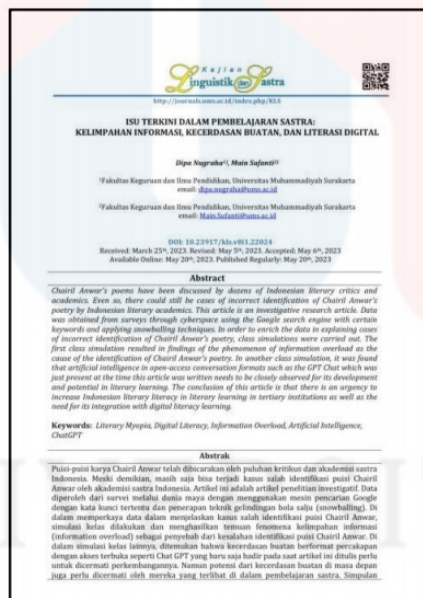 Kajian
Linguistik dan Sastra
http://journals.ums.ac.id/index.php/KLS
ISU TERKINI DALAM PEMBELAJARAN SASTRA:
KELIMPAHAN INFORMASI, KECERDASAN BUATAN, DAN LITERASI DIGITAL
Dipa Nugraha¹⁾, Main Sufanti²⁾
¹Fakultas Keguruan dan Ilmu Pendidikan, Universitas Muhammadiyah Surakarta
email: dipa.nugraha@ums.ac.id
²Fakultas Keguruan dan Ilmu Pendidikan, Universitas Muhammadiyah Surakarta
email: Main.Sufanti@ums.ac.id
DOI: 10.23917/kls.v8i1.22024
Received: March 25th, 2023. Revised: May 5th, 2023. Accepted: May 6th, 2023
Available Online: May 20th, 2023. Published Regularly: May 20th, 2023
Abstract
Chairil Anwar's poems have been discussed by dozens of Indonesian literary critics and
academics. Even so, there could still be cases of incorrect identification of Chairil Anwar's
poetry by Indonesian literary academics. This article is an investigative research article. Data
was obtained from surveys through cyberspace using the Google search engine with certain
keywords and applying snowballing techniques. In order to enrich the data in explaining cases
of incorrect identification of Chairil Anwar's poetry, class simulations were carried out. The
first class simulation resulted in findings of the phenomenon of information overload as the
cause of the identification of Chairil Anwar's poetry. In another class simulation, it was found
that artificial intelligence in open-access conversation formats such as the GPT Chat which was
just present at the time this article was written needs to be closely observed for its development
and potential in literary learning. The conclusion of this article is that there is an urgency to
increase Indonesian literary literacy in literary learning in tertiary institutions as well as the
need for its integration with digital literacy learning.
Keywords: Literary Myopia, Digital Literacy, Information Overload, Artificial Intelligence,
ChatGPT
Abstrak
Puisi-puisi karya Chairil Anwar telah dibicarakan oleh puluhan kritikus dan akademisi sastra
Indonesia. Meski demikian, masih saja bisa terjadi kasus salah identifikasi puisi Chairil
Anwar oleh akademisi sastra Indonesia. Artikel ini adalah artikel penelitian investigatif. Data
diperoleh dari survei melalui dunia maya dengan menggunakan mesin pencarian Google
dengan kata kunci tertentu dan penerapan teknik gelindingan bola salju (snowballing). Di
dalam memperkaya data dalam menjelaskan kasus salah identifikasi puisi Chairil Anwar,
simulasi kelas dilakukan dan menghasilkan temuan fenomena kelimpahan informasi
(information overload) sebagai penyebab dari kesalahan identifikasi puisi Chairil Anwar. Di
dalam simulasi kelas lainnya, ditemukan bahwa kecerdasan buatan berformat percakapan
dengan akses terbuka seperti Chat GPT yang baru saja hadir pada saat artikel ini ditulis perlu
untuk dicermati perkembangannya. Namun potensi dari kecerdasan buatan di masa depan
juga perlu dicermati oleh mereka yang terlibat di dalam pembelajaran sastra. Simpulan